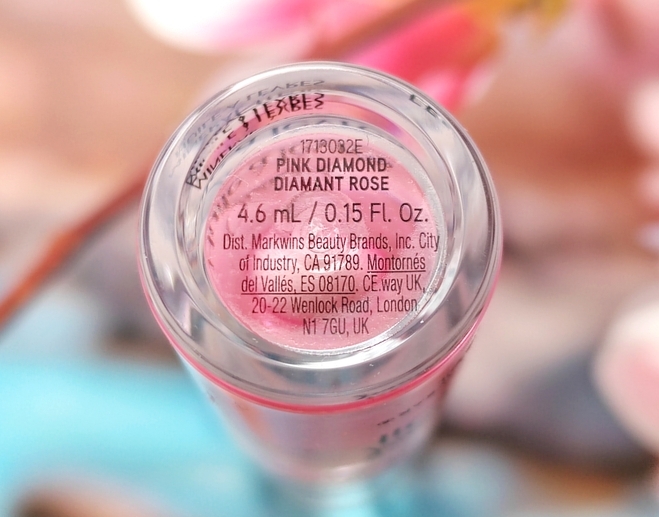 1713082E
PINK DIAMOND
DIAMANT ROSE
4.6 mL / 0.15 Fl. Oz.
Dist. Markwins Beauty Brands, Inc. City
of Industry, CA 91789. Montornés
del Vallés, ES 08170. CE.way UK,
20-22 Wenlock Road, London
N1 7GU, UK